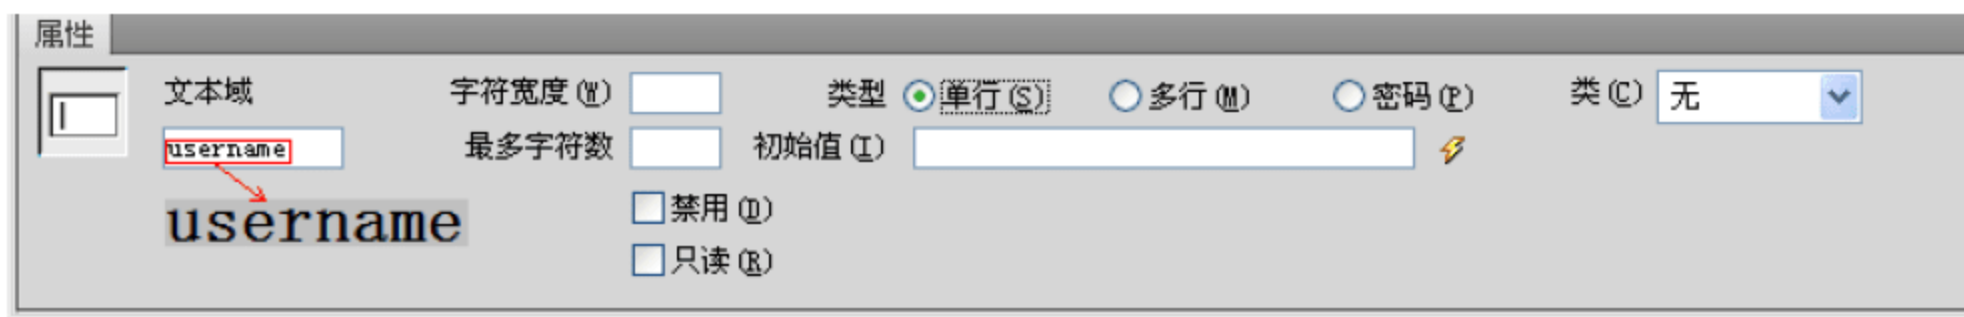 属性
文本域 字符宽度(W) 类型 单行(S) 多行(M) 密码(P) 类(C) 无
username 最多字符数 初始值(I)
username 禁用(D)
只读(R)